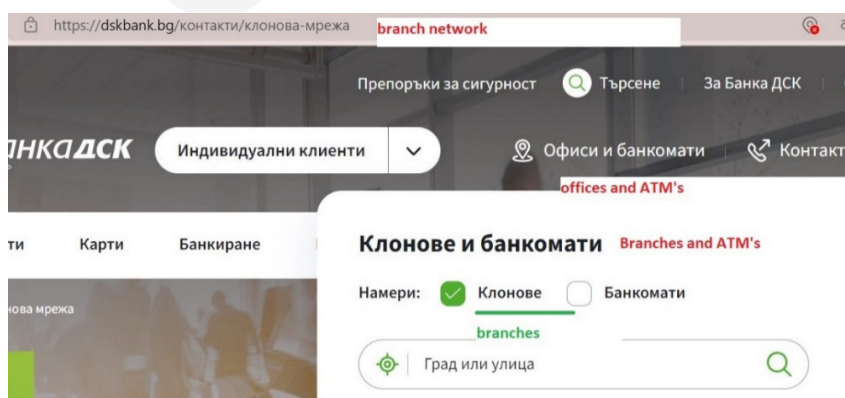 https://dskbank.bg/контакти/клонова-мрежа branch network
Препоръки за сигурност Търсене За Банка ДСК
Индивидуални клиенти Офиси и банкомати
offices and ATM's
Карти Банкиране Клонове и банкомати Branches and ATM's
Намери: Клонове Банкомати
мрежа
branches
Град или улица